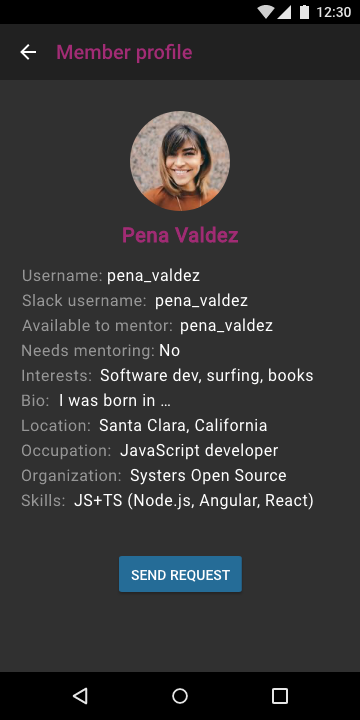 12:30
Member profile
Pena Valdez
Username: pena_valdez
Slack username: pena_valdez
Available to mentor: pena_valdez
Needs mentoring: No
Interests: Software dev, surfing, books
Bio: I was born in …
Location: Santa Clara, California
Occupation: JavaScript developer
Organization: Systers Open Source
Skills: JS+TS (Node.js, Angular, React)
SEND REQUEST